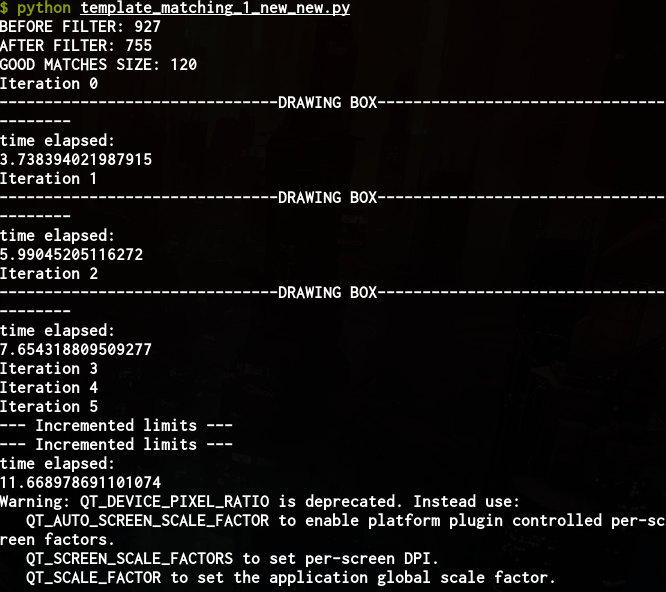 $ python template_matching_1_new_new.py
BEFORE FILTER: 927
AFTER FILTER: 755
GOOD MATCHES SIZE: 120
Iteration 0
-------------------------------DRAWING BOX--------------------------------
--------
time elapsed:
3.738394021987915
Iteration 1
-------------------------------DRAWING BOX--------------------------------
--------
time elapsed:
5.99045205116272
Iteration 2
-------------------------------DRAWING BOX--------------------------------
--------
time elapsed:
7.654318809509277
Iteration 3
Iteration 4
Iteration 5
--- Incremented limits ---
--- Incremented limits ---
time elapsed:
11.668978691101074
Warning: QT_DEVICE_PIXEL_RATIO is deprecated. Instead use:
   QT_AUTO_SCREEN_SCALE_FACTOR to enable platform plugin controlled per-sc
reen factors.
   QT_SCREEN_SCALE_FACTORS to set per-screen DPI.
   QT_SCALE_FACTOR to set the application global scale factor.